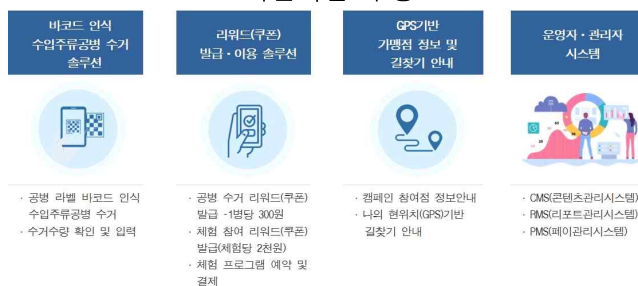 바코드 인식
수입주류공병 수거
솔루션
리워드(쿠폰)
발급·이용 솔루션
GPS기반
가맹점 정보 및
길찾기 안내
운영자·관리자
시스템
· 공병 라벨 바코드 인식
수입주류공병 수거
· 수거수량 확인 및 입력
· 공병 수거 리워드(쿠폰)
발급 -1병당 300원
· 체험 참여 리워드(쿠폰)
발급(체험당 2천원)
· 체험 프로그램 예약 및
결제
· 캠페인 참여점 정보안내
· 나의 현위치(GPS)기반
길찾기 안내
· CMS(콘텐츠관리시스템)
· RMS(리포트관리시스템)
· PMS(페이관리시스템)